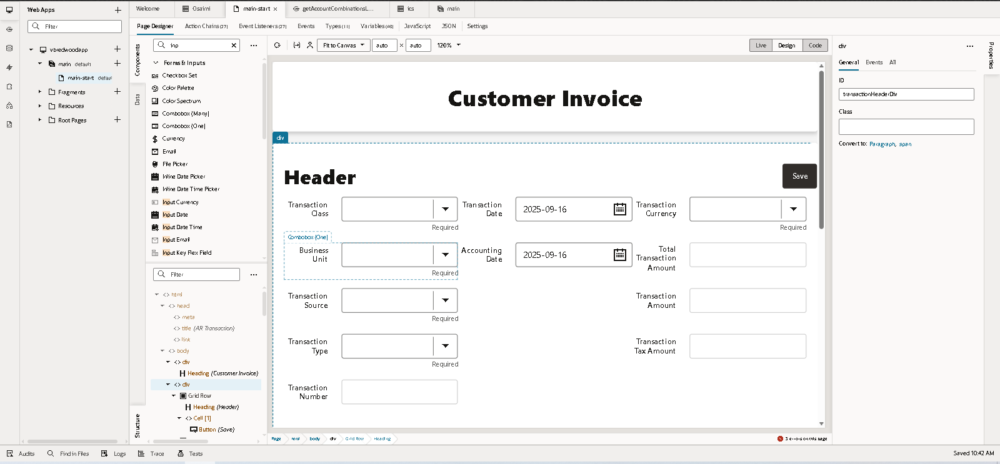 Web Apps
Filter
vbredwoodapp
main default
main-start defaul
Fragments
Resources
Root Pages
Welcome
Osaimi
main-start
getAccountCombinationsL...
ics
main
Page Designer
Action Chains (27)
Event Listeners (27)
Events
Types (11)
Variables (48)
JavaScript
JSON
Settings
Components
Data
Structure
inp
Forms & Inputs
Checkbox Set
Color Palette
Color Spectrum
Combobox (Many)
Combobox (One)
Currency
Email
File Picker
Inline Date Picker
Inline Date Time Picker
Input Currency
Input Date
Input Date Time
Input Email
Input Key Flex Field
Filter
<> html
<> head
<> meta
<> title (AR Transaction)
<> link
<> body
<> div
Heading (Customer Invoice)
<> div
Grid Row
Heading (Header)
<> Cell [1]
Button (Save)
Fit to Canvas
auto
×
auto
120%
Live
Design
Code
Customer Invoice
div
Header
Save
Transaction Class
Required
Transaction Date
2025-09-16
Transaction Currency
Required
Combobox (One)
Business Unit
Required
Accounting Date
2025-09-16
Total Transaction Amount
Transaction Source
Required
Transaction Amount
Transaction Type
Required
Transaction Tax Amount
Transaction Number
Page
html
body
div
Grid Row
Heading
errors on this page
div
General
Events
All
ID
transactionHeaderDiv
Class
Convert to: Paragraph, span
Properties
Audits
Find in Files
Logs
Trace
Tests
Saved 10:42 AM